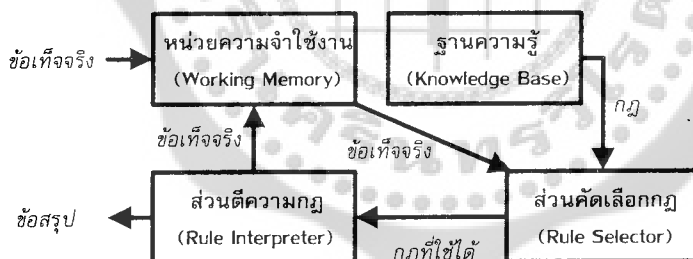 หน่วยความจำใช้งาน
(Working Memory)
ฐานความรู้
(Knowledge Base)
ข้อเท็จจริง
กฎ
ข้อเท็จจริง
ข้อเท็จจริง
ส่วนตีความกฎ
(Rule Interpreter)
ส่วนคัดเลือกกฎ
(Rule Selector)
ข้อสรุป
กฎที่ใช้ได้